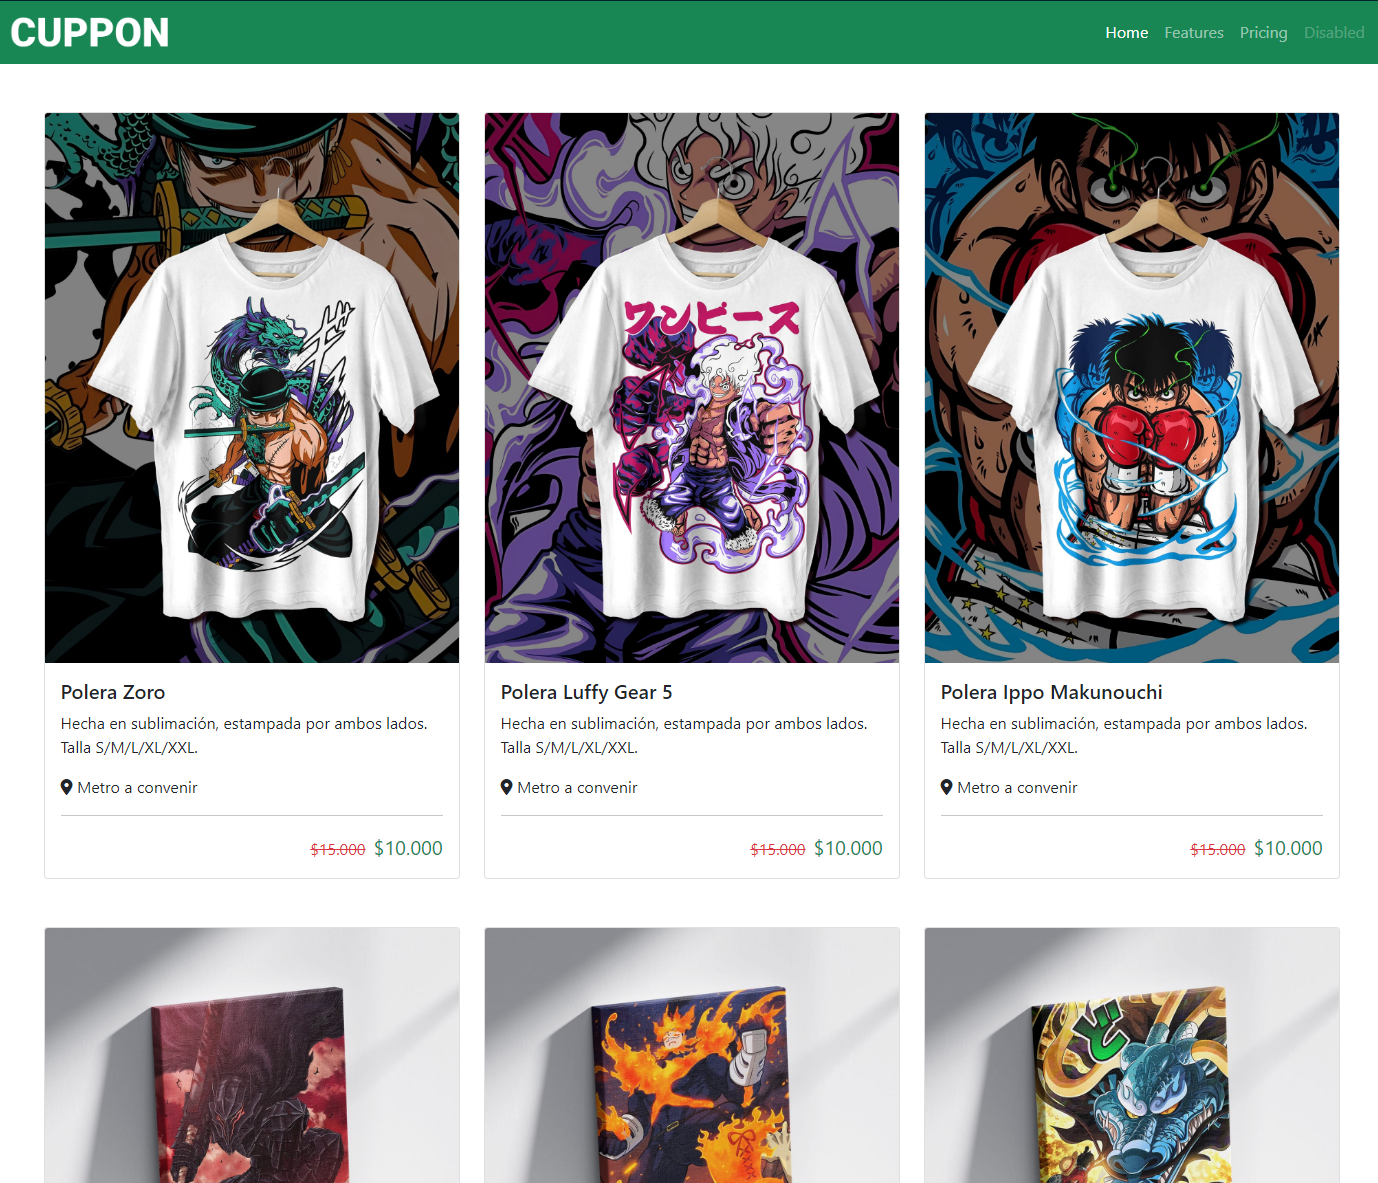 CUPPON
Home Features Pricing Disabled
ワンピース
Polera Zoro
Hecha en sublimación, estampada por ambos lados.
Talla S/M/L/XL/XXL.
Metro a convenir
$15.000 $10.000
Polera Luffy Gear 5
Hecha en sublimación, estampada por ambos lados.
Talla S/M/L/XL/XXL.
Metro a convenir
$15.000 $10.000
Polera Ippo Makunouchi
Hecha en sublimación, estampada por ambos lados.
Talla S/M/L/XL/XXL.
Metro a convenir
$15.000 $10.000
ど